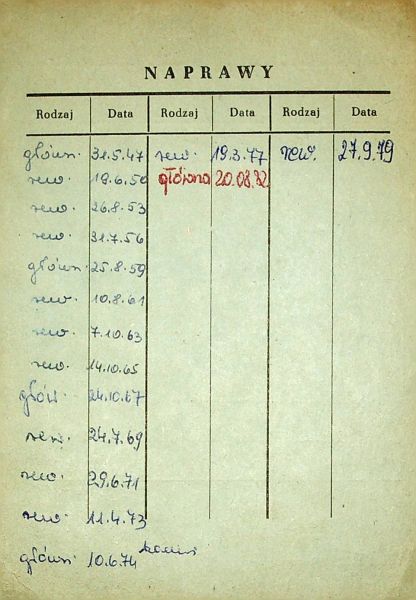 NAPRAWY
Rodzaj Data Rodzaj Data Rodzaj Data
główn. 31.5.47 rew. 19.3.77 rew. 27.9.79
rew. 19.6.50 główna 20.08.82
rew. 26.8.53
rew. 31.7.56
główn. 25.8.59
rew. 10.8.61
rew. 7.10.63
rew. 14.10.65
głów. 24.10.67
rew. 24.7.69
rew. 29.6.71
rew. 11.4.73
główn. 10.6.74